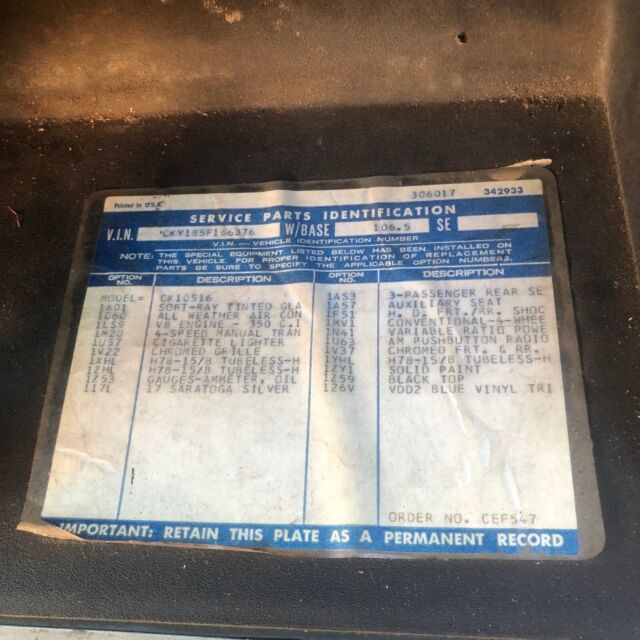 Printed in U.S.A. 306017 342933
SERVICE PARTS IDENTIFICATION
V.I.N. CKY185F166376 W/BASE 106.5 SE
V.I.N.—VEHICLE IDENTIFICATION NUMBER
NOTE: THE SPECIAL EQUIPMENT LISTED BELOW HAS BEEN INSTALLED ON
THIS VEHICLE. FOR PROPER IDENTIFICATION OF REPLACEMENT
PARTS BE SURE TO SPECIFY THE APPLICABLE OPTION NUMBERS.
OPTION NO. DESCRIPTION OPTION NO. DESCRIPTION
MODEL= CK10516 1AS3 3-PASSENGER REAR SE
1A01 SOFT-RAY TINTED GLA 1A57 AUXILIARY SEAT
1C60 ALL WEATHER AIR CON 1F51 H. D. FRT./RR. SHOC
1LS9 V8 ENGINE - 350 C.I 1MV1 CONVENTIONAL 4-WHEE
1M20 4-SPEED MANUAL TRAN 1N40 VARIABLE RATIO POWE
1U37 CIGARETTE LIGHTER 1U63 AM PUSHBUTTON RADIO
1V22 CHROMED GRILLE 1V37 CHROMED FRT. & RR.
1XHL H78-15/B TUBELESS-H 1YHL H78-15/B TUBELESS-H
1ZHL H78-15/B TUBELESS-H 1ZY1 SOLID PAINT
1Z53 GAUGES-AMMETER, OIL 1Z59 BLACK TOP
117L 17 SARATOGA SILVER 126V VDD2 BLUE VINYL TRI
ORDER NO. CEF547
IMPORTANT: RETAIN THIS PLATE AS A PERMANENT RECORD